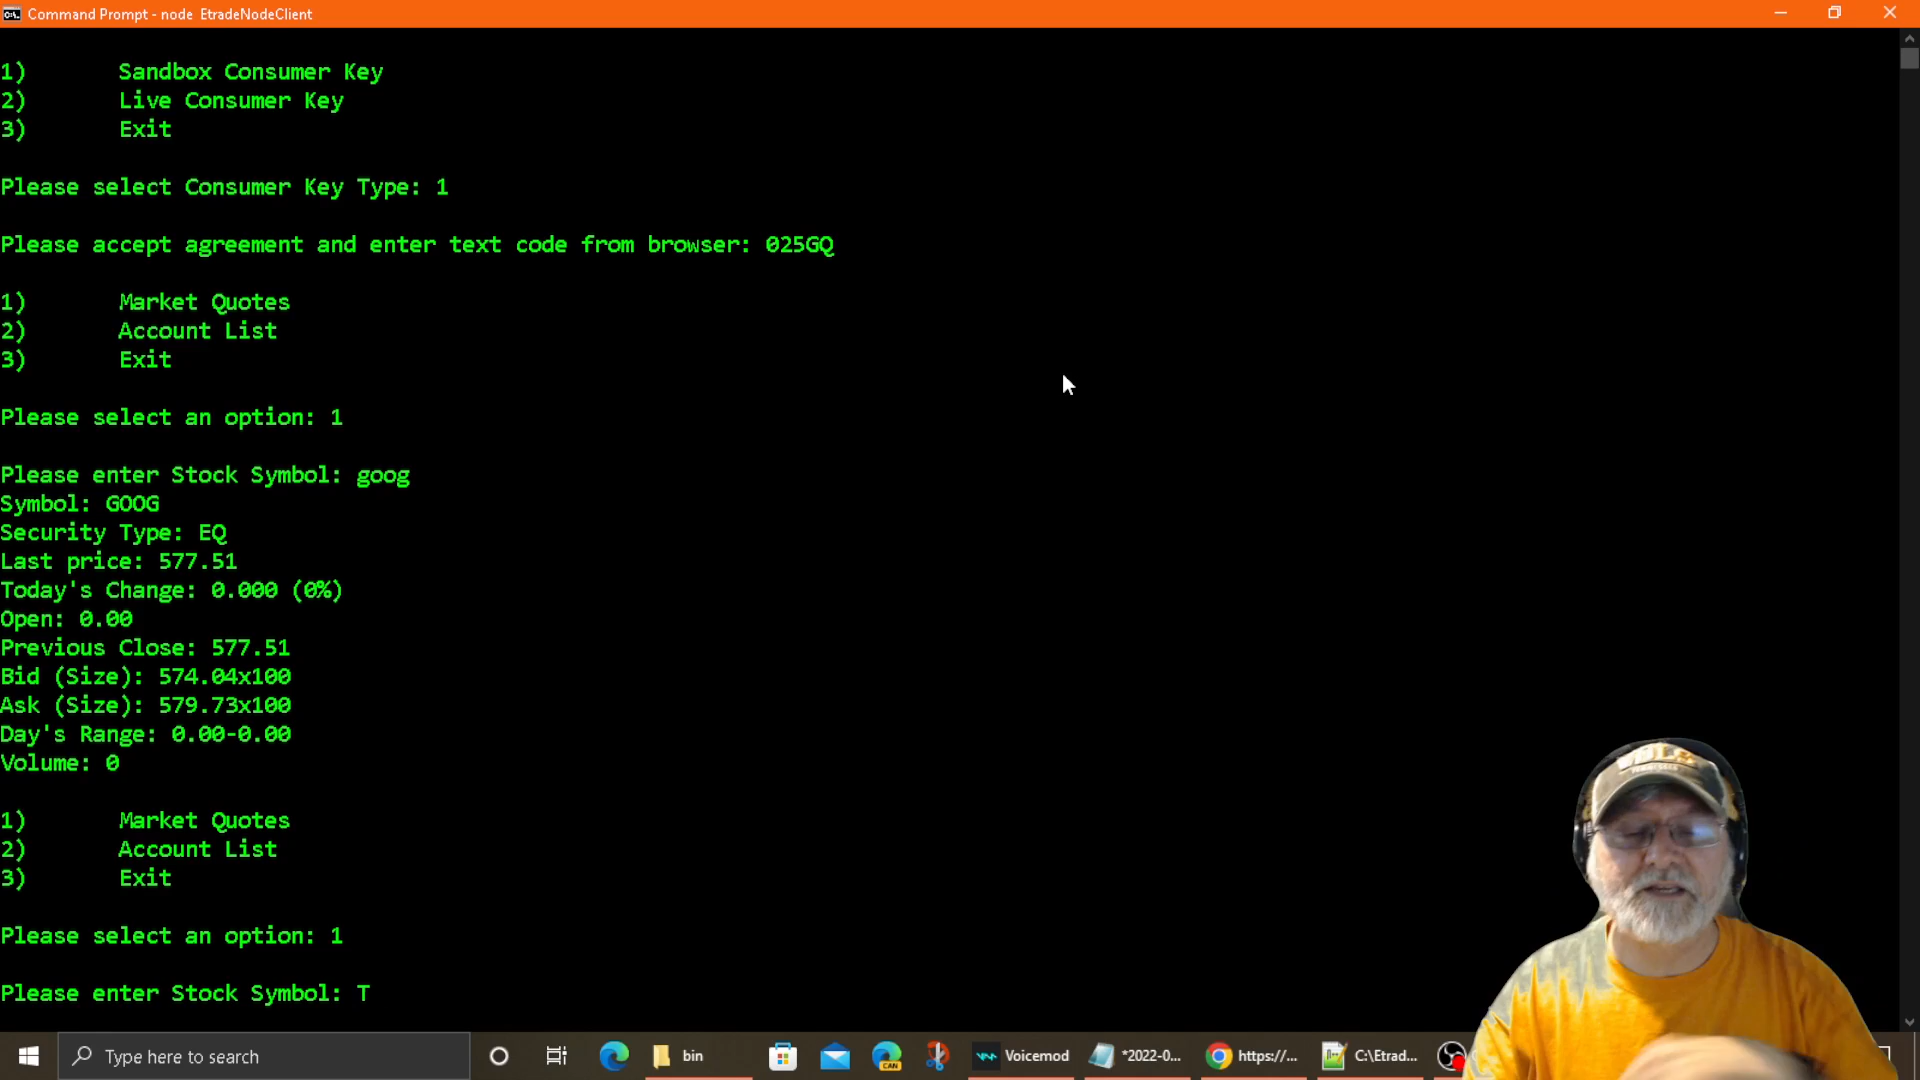 Command Prompt - node EtradeNodeClient
1) Sandbox Consumer Key
2) Live Consumer Key
3) Exit
Please select Consumer Key Type: 1
Please accept agreement and enter text code from browser: 025GQ
1) Market Quotes
2) Account List
3) Exit
Please select an option: 1
Please enter Stock Symbol: goog
Symbol: GOOG
Security Type: EQ
Last price: 577.51
Today's Change: 0.000 (0%)
Open: 0.00
Previous Close: 577.51
Bid (Size): 574.04x100
Ask (Size): 579.73x100
Day's Range: 0.00-0.00
Volume: 0
1) Market Quotes
2) Account List
3) Exit
Please select an option: 1
Please enter Stock Symbol: T
Type here to search
bin
CAN
Voicemod
*2022-0...
https://...
C:\Etrad...